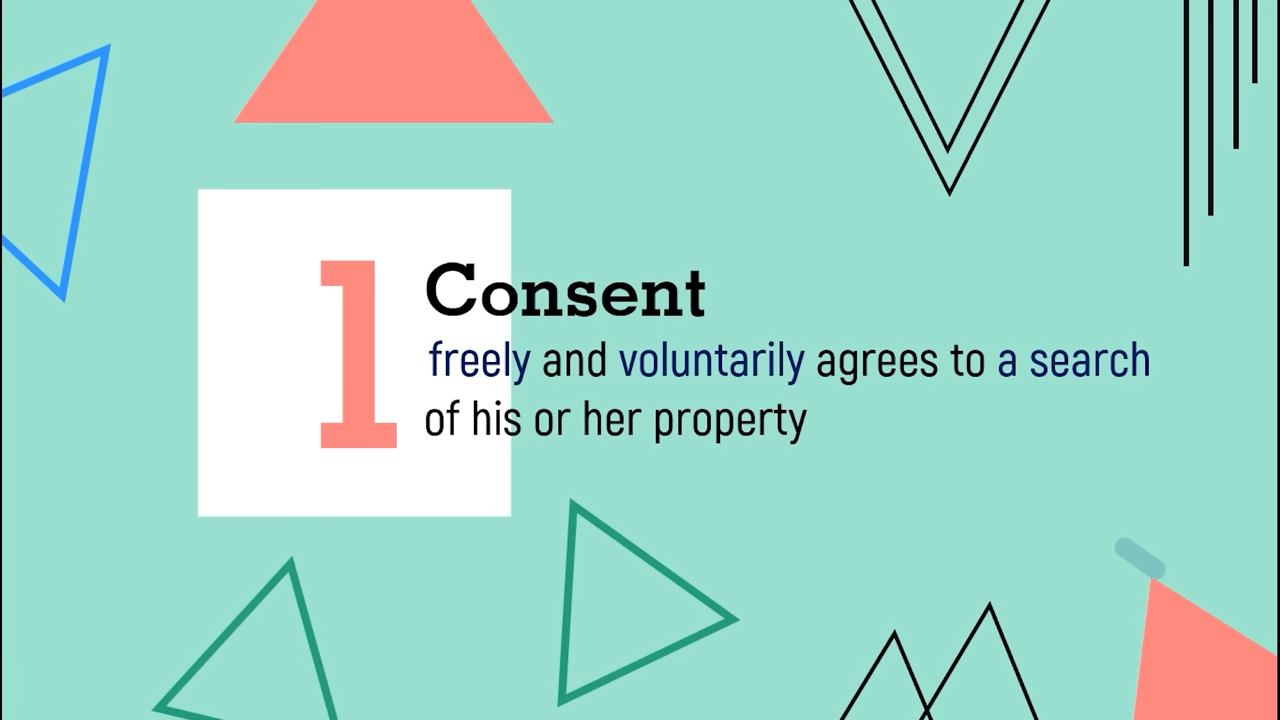 1
Consent
freely and voluntarily agrees to a search
of his or her property